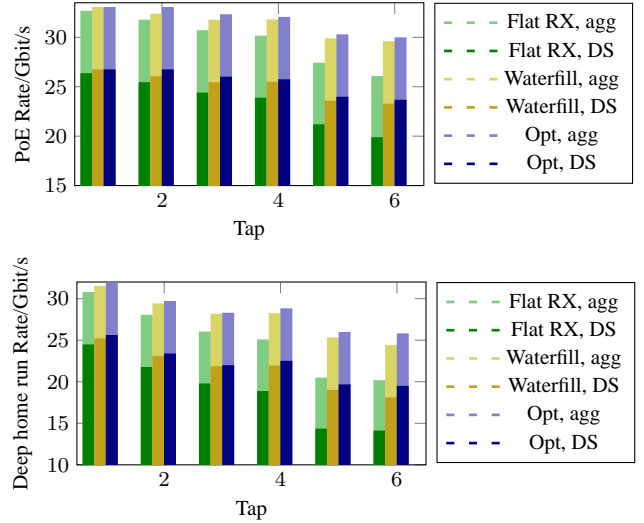 30
25
20
15
PoE Rate/Gbit/s
2
4
6
Tap
Flat RX, agg
Flat RX, DS
Waterfill, agg
Waterfill, DS
Opt, agg
Opt, DS
30
25
20
15
10
Deep home run Rate/Gbit/s
2
4
6
Tap
Flat RX, agg
Flat RX, DS
Waterfill, agg
Waterfill, DS
Opt, agg
Opt, DS